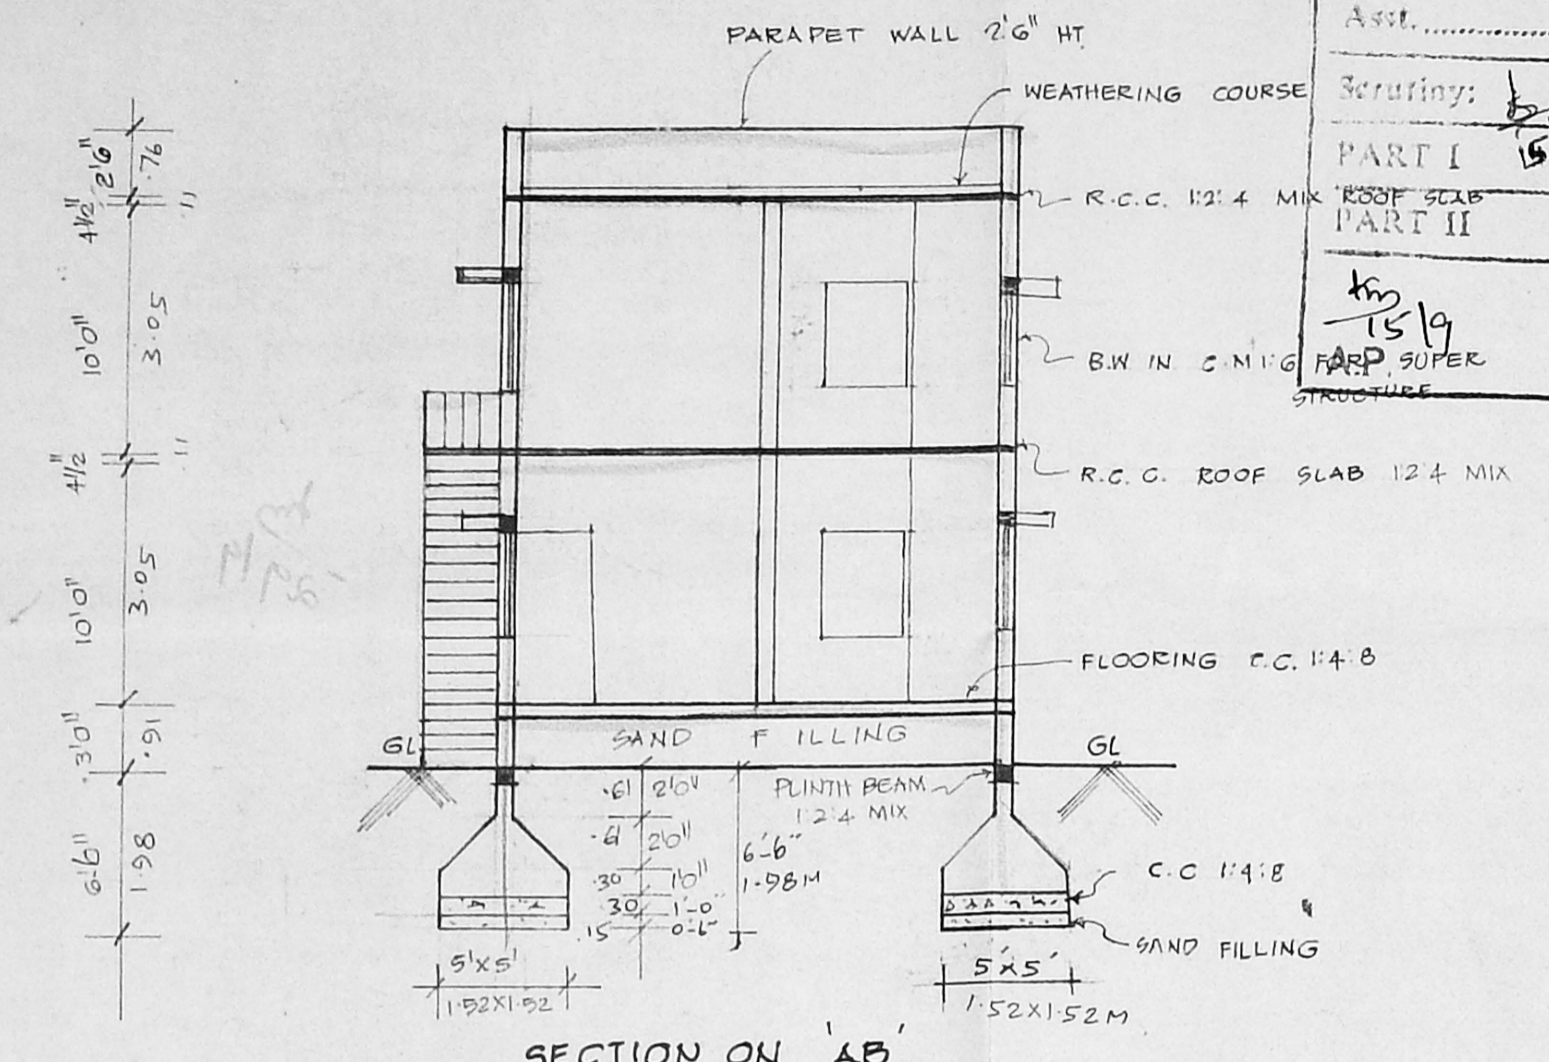 PARAPET WALL 2'6" HT.
WEATHERING COURSE
Asst.
Scrutiny:
PART I
15
R.C.C. 1:2:4 MIX ROOF SLAB
PART II
15/9
B.W IN C.M 1:6 FOR SUPER
STRUCTURE
A.P.
R.C.C. ROOF SLAB 1:2:4 MIX
FLOORING C.C. 1:4:8
SAND FILLING
GL
GL
PLINTH BEAM
1:2:4 MIX
C.C 1:4:8
SAND FILLING
2'6" .76
4½" .11
10'0" 3.05
4½" .11
10'0" 3.05
3'0" .91
6'-6" 1.98
.61 2'0"
.61 2'0"
.30 1'0"
.30 1'-0"
.15 0-6"
6'-6"
1.98M
5'X5'
1.52X1.52
5'X5'
1.52X1.52M
SECTION ON 'AB'